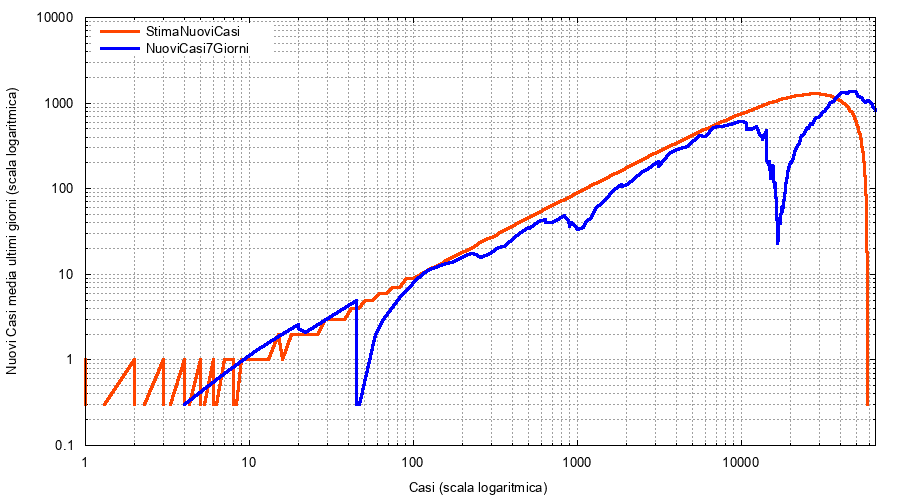 10000
1000
100
10
1
0.1
StimaNuoviCasi
NuoviCasi7Giorni
Nuovi Casi media ultimi giorni (scala logaritmica)
1 10 100 1000 10000
Casi (scala logaritmica)